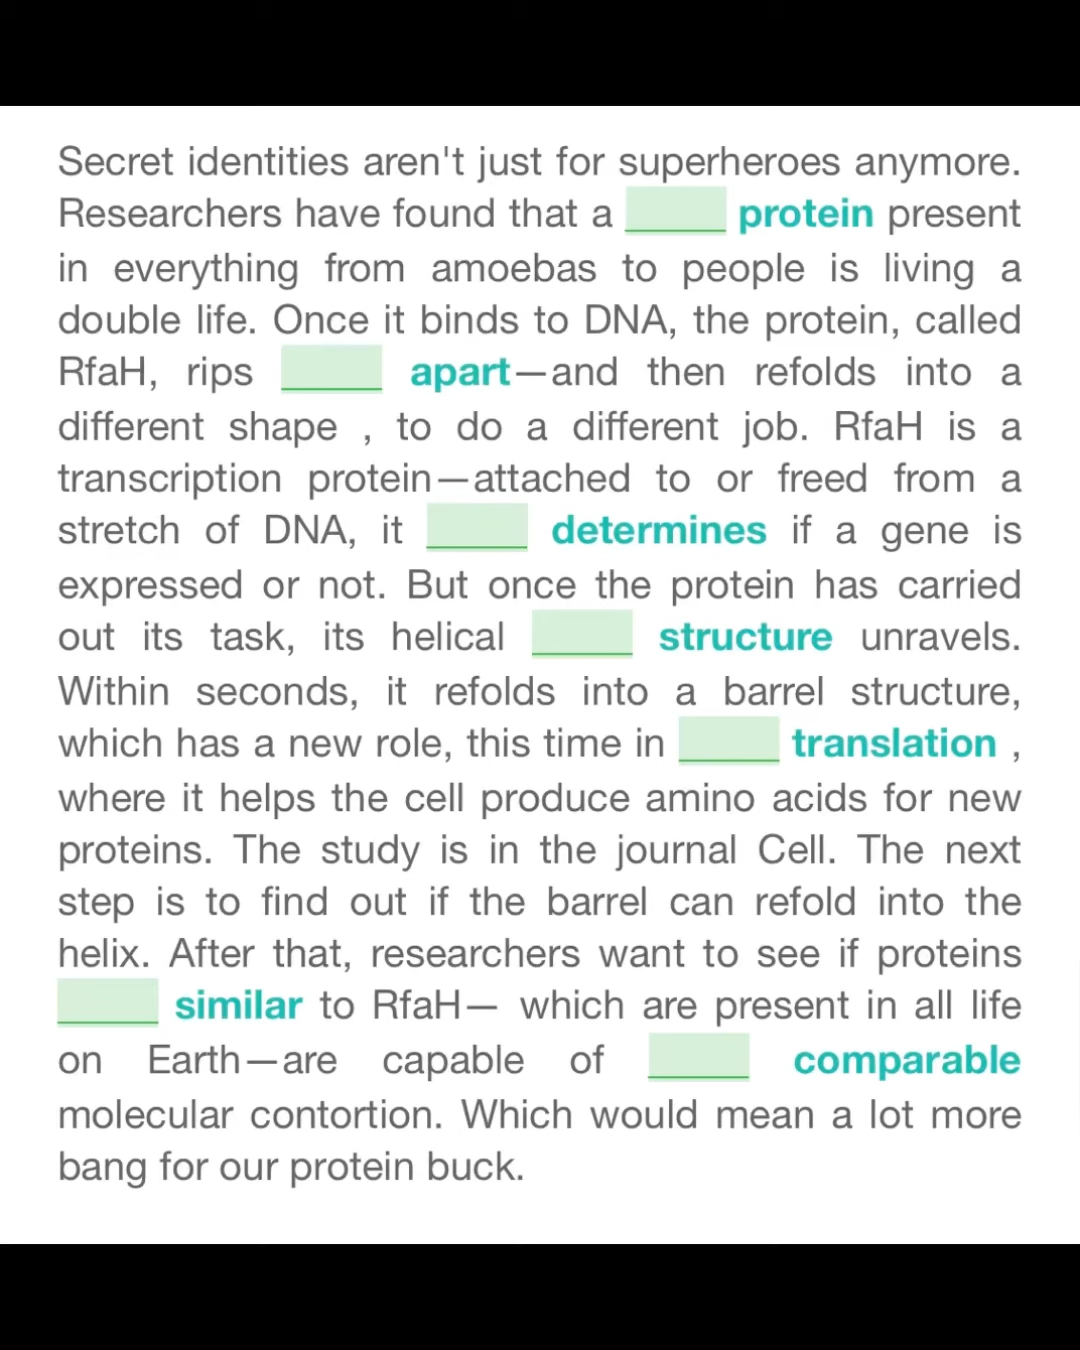 Secret identities aren't just for superheroes anymore.
Researchers have found that a _____ protein present
in everything from amoebas to people is living a
double life. Once it binds to DNA, the protein, called
RfaH, rips _____ apart—and then refolds into a
different shape , to do a different job. RfaH is a
transcription protein—attached to or freed from a
stretch of DNA, it _____ determines if a gene is
expressed or not. But once the protein has carried
out its task, its helical _____ structure unravels.
Within seconds, it refolds into a barrel structure,
which has a new role, this time in _____ translation ,
where it helps the cell produce amino acids for new
proteins. The study is in the journal Cell. The next
step is to find out if the barrel can refold into the
helix. After that, researchers want to see if proteins
_____ similar to RfaH— which are present in all life
on Earth—are capable of _____ comparable
molecular contortion. Which would mean a lot more
bang for our protein buck.